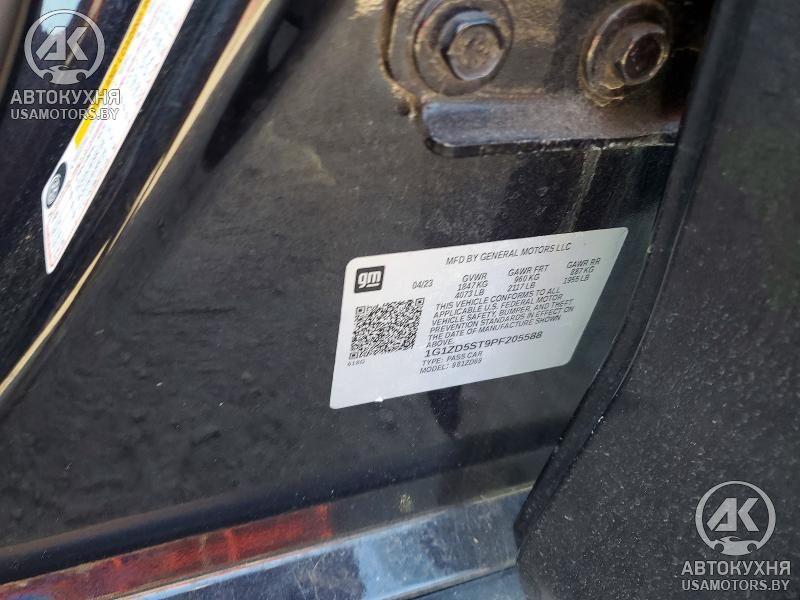 АК
АВТОКУХНЯ
USAMOTORS.BY
gm
MFD BY GENERAL MOTORS LLC
04/23
GVWR
1847 KG
4073 LB
GAWR FRT
960 KG
2117 LB
GAWR RR
887 KG
1955 LB
THIS VEHICLE CONFORMS TO ALL
APPLICABLE U.S. FEDERAL MOTOR
VEHICLE SAFETY, BUMPER, AND THEFT
PREVENTION STANDARDS IN EFFECT ON
THE DATE OF MANUFACTURE SHOWN
ABOVE.
1G1ZD5ST9PF205588
TYPE: PASS CAR
MODEL:
АК
АВТОКУХНЯ
USAMOTORS.BY